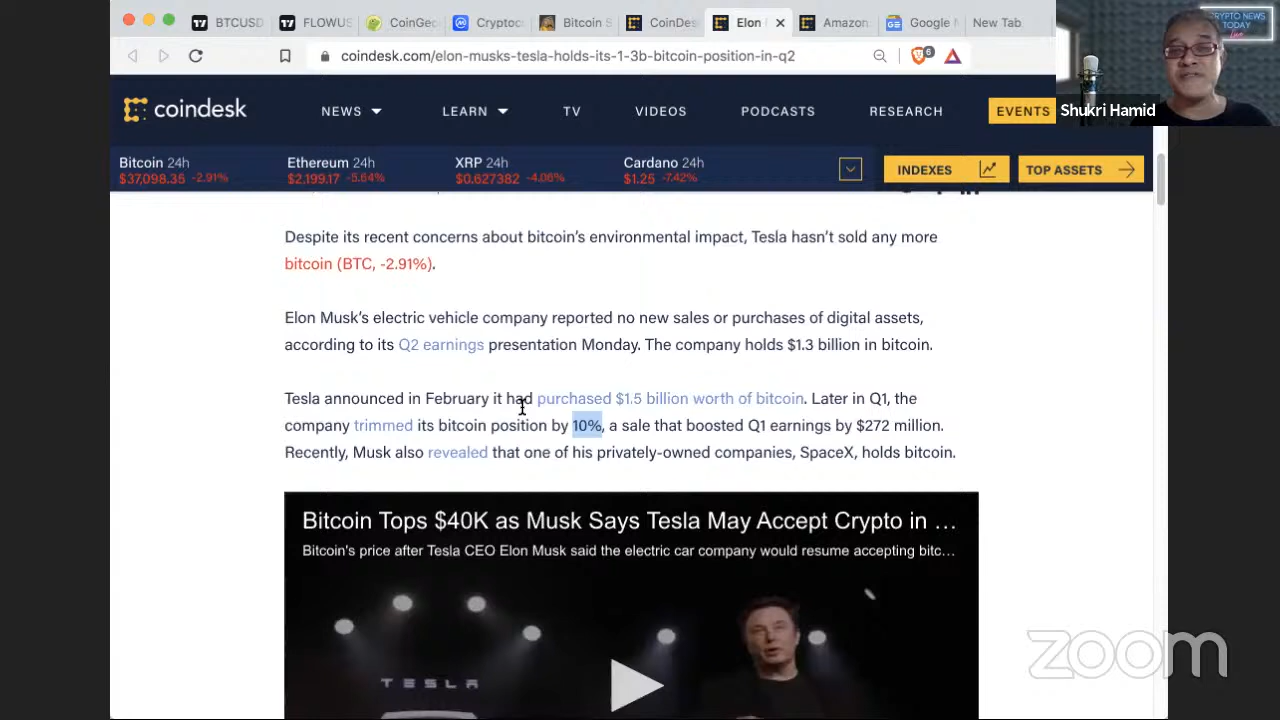 BTCUSD
FLOWUS
CoinGe
Cryptoc
Bitcoin S
CoinDes
Elon
Amazon
Google
New Tab
CRYPTO NEWS
TODAY
Live
coindesk.com/elon-musks-tesla-holds-its-1-3b-bitcoin-position-in-q2
6
Shukri Hamid
coindesk
NEWS
LEARN
TV
VIDEOS
PODCASTS
RESEARCH
EVENTS
Bitcoin 24h
$37,098.35 -2.91%
Ethereum 24h
$2,199.17 -5.64%
XRP 24h
$0.627382 -4.06%
Cardano 24h
$1.25 -7.42%
INDEXES
TOP ASSETS
Despite its recent concerns about bitcoin’s environmental impact, Tesla hasn’t sold any more
bitcoin (BTC, -2.91%).
Elon Musk’s electric vehicle company reported no new sales or purchases of digital assets,
according to its Q2 earnings presentation Monday. The company holds $1.3 billion in bitcoin.
Tesla announced in February it had purchased $1.5 billion worth of bitcoin. Later in Q1, the
company trimmed its bitcoin position by 10%, a sale that boosted Q1 earnings by $272 million.
Recently, Musk also revealed that one of his privately-owned companies, SpaceX, holds bitcoin.
Bitcoin Tops $40K as Musk Says Tesla May Accept Crypto in …
Bitcoin's price after Tesla CEO Elon Musk said the electric car company would resume accepting bitc…
TESLA
zoom